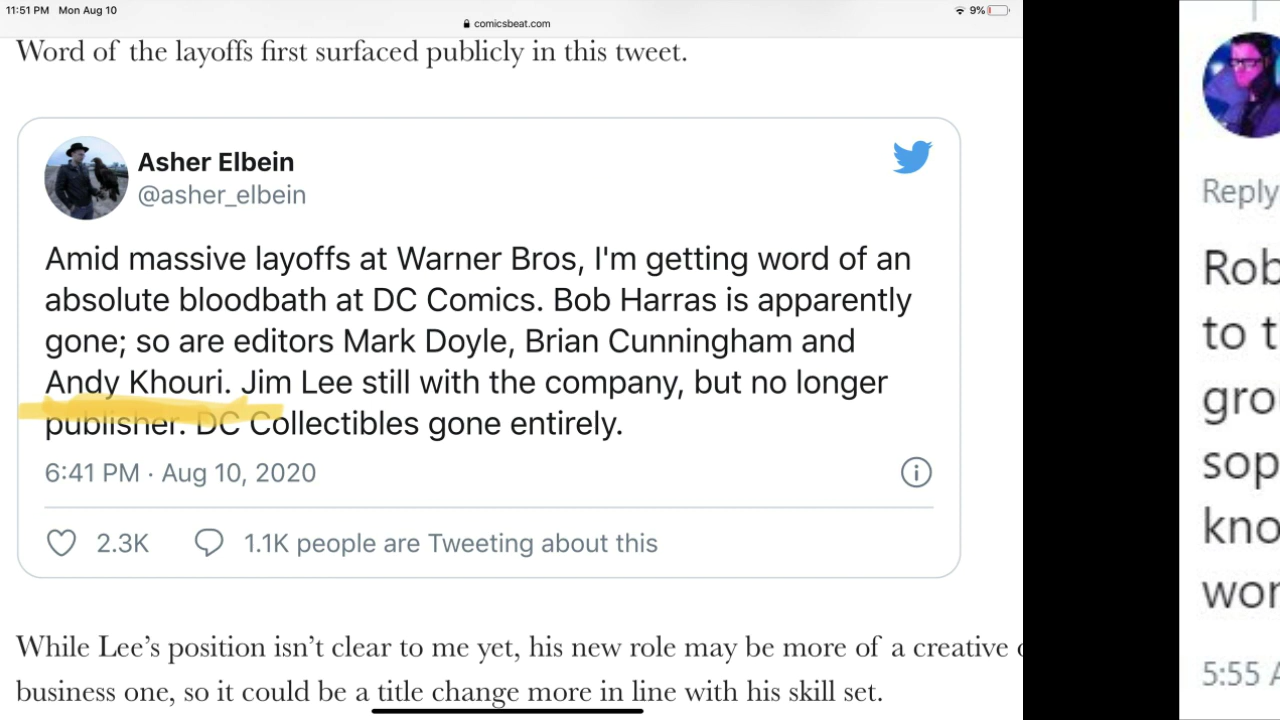 11:51 PM Mon Aug 10
9%
comicsbeat.com
Word of the layoffs first surfaced publicly in this tweet.
Asher Elbein
@asher_elbein
Amid massive layoffs at Warner Bros, I'm getting word of an
absolute bloodbath at DC Comics. Bob Harras is apparently
gone; so are editors Mark Doyle, Brian Cunningham and
Andy Khouri. Jim Lee still with the company, but no longer
publisher. DC Collectibles gone entirely.
6:41 PM · Aug 10, 2020
2.3K
1.1K people are Tweeting about this
While Lee's position isn't clear to me yet, his new role may be more of a creative
business one, so it could be a title change more in line with his skill set.
Reply
Rob
to t
grou
sop
kno
wor
5:55 A